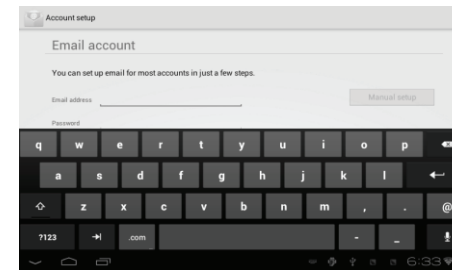 Account setup
Email account
You can set up email for most accounts in just a few steps.
Email address
Manual setup
Password
q w e r t y u i o p
a s d f g h j k l
z x c v b n m , . @
?123 .com - _
6:33